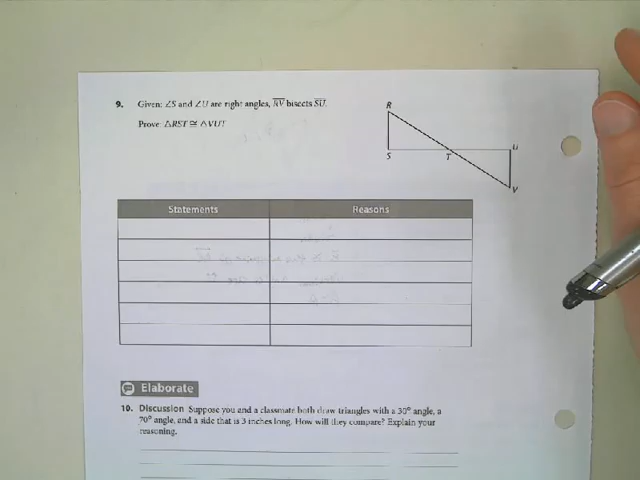 9. Given: ∠S and ∠U are right angles, RV bisects SU.
Prove: △RST ≅ △VUT
R
S
T
U
V
Statements Reasons
Elaborate
10. Discussion Suppose you and a classmate both draw triangles with a 30° angle, a
70° angle, and a side that is 3 inches long. How will they compare? Explain your
reasoning.